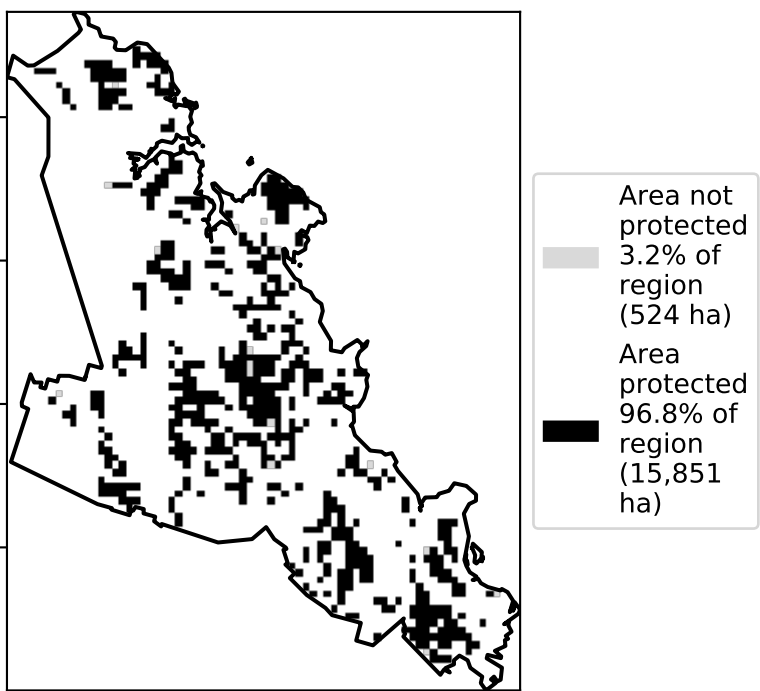 Area not
protected
3.2% of
region
(524 ha)
Area
protected
96.8% of
region
(15,851
ha)